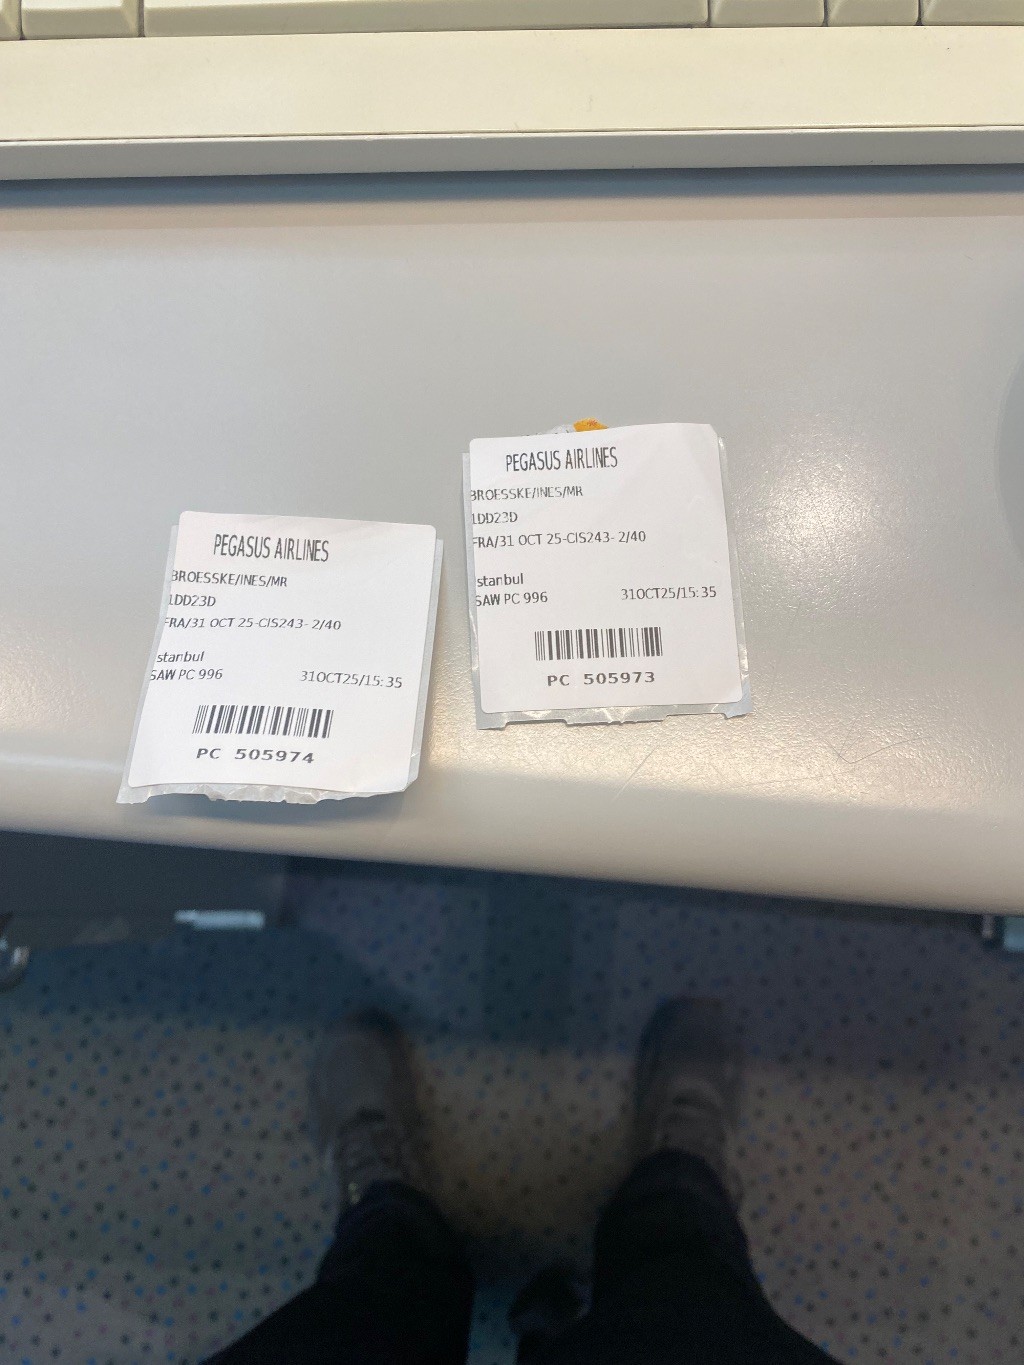 PEGASUS AIRLINES
BROESSKE/INES/MR
1DD23D
FRA/31 OCT 25-CIS243- 2/40
stanbul
SAW PC 996 31OCT25/15:35
PC 505974
PEGASUS AIRLINES
BROESSKE/INES/MR
1DD23D
FRA/31 OCT 25-CIS243- 2/40
stanbul
SAW PC 996 31OCT25/15:35
PC 505973